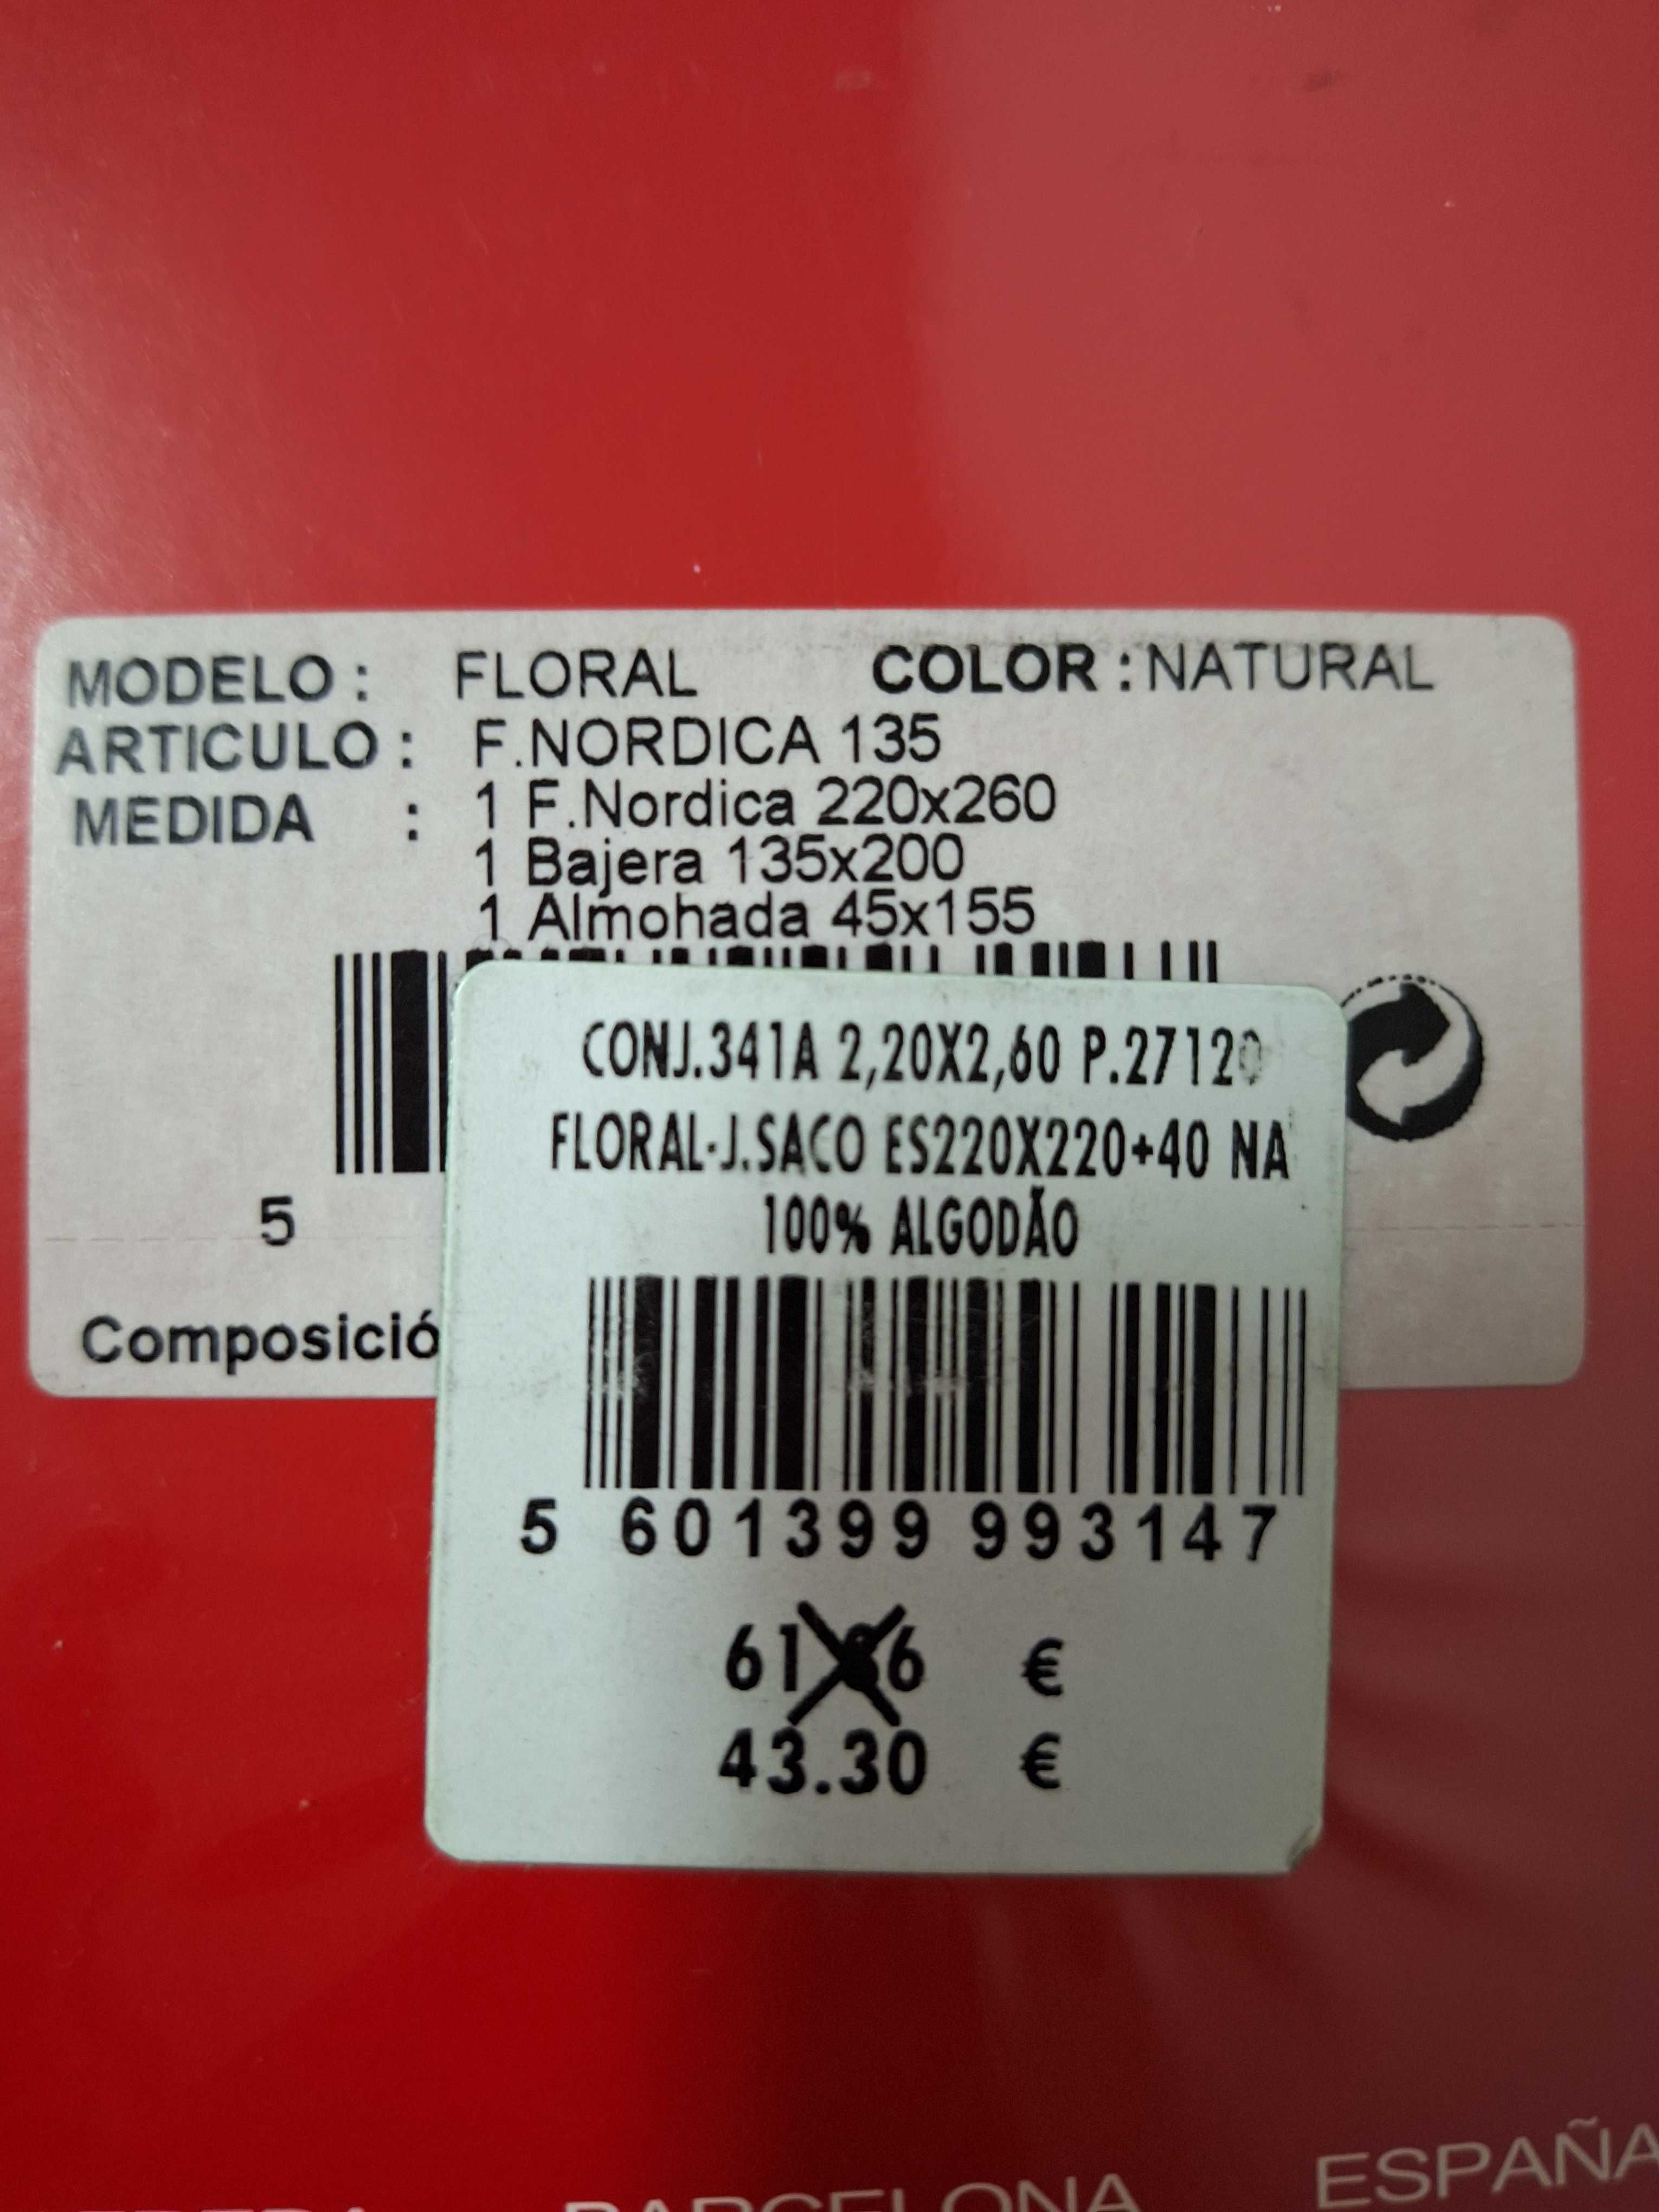 MODELO : FLORAL COLOR : NATURAL
ARTICULO : F.NORDICA 135
MEDIDA : 1 F.Nordica 220x260
1 Bajera 135x200
1 Almohada 45x155
5
Composició
CONJ.341A 2,20X2,60 P.27120
FLORAL-J.SACO ES220X220+40 NA
100% ALGODÃO
5 601399 993147
€
43.30 €
BARCELONA ESPAÑA